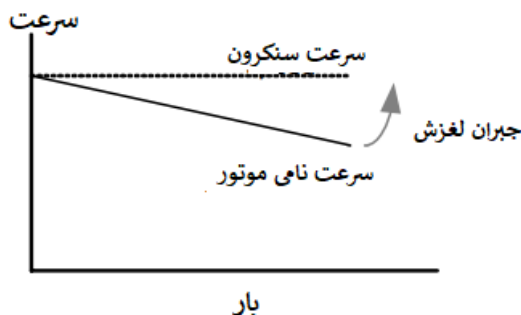 سرعت
سرعت سنکرون
جبران لغزش
سرعت نامی موتور
بار